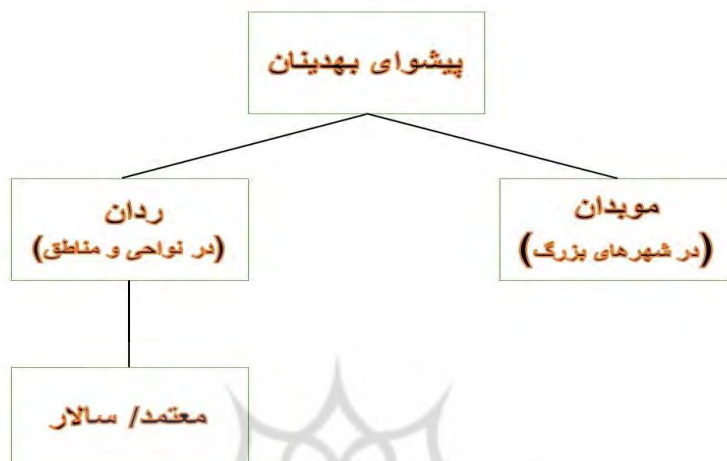 پیشوای بهدینان
موبدان
(در شهرهای بزرگ)
ردان
(در نواحی و مناطق)
معتمد/ سالار